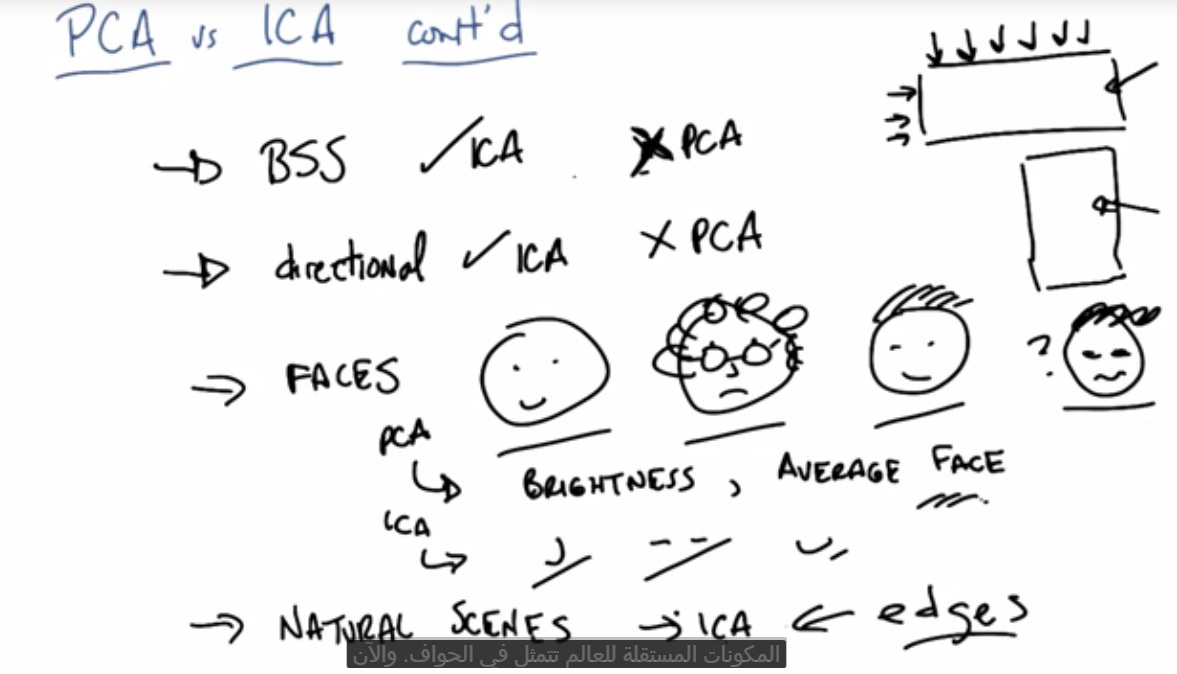 PCA vs ICA cont'd
BSS ✓ICA ✗PCA
directional ✓ICA ✗PCA
FACES
?
PCA
BRIGHTNESS, AVERAGE FACE
ICA
NATURAL SCENES → ICA ← edges
المكونات المستقلة للعالم تتمثل في الحواف. والآن